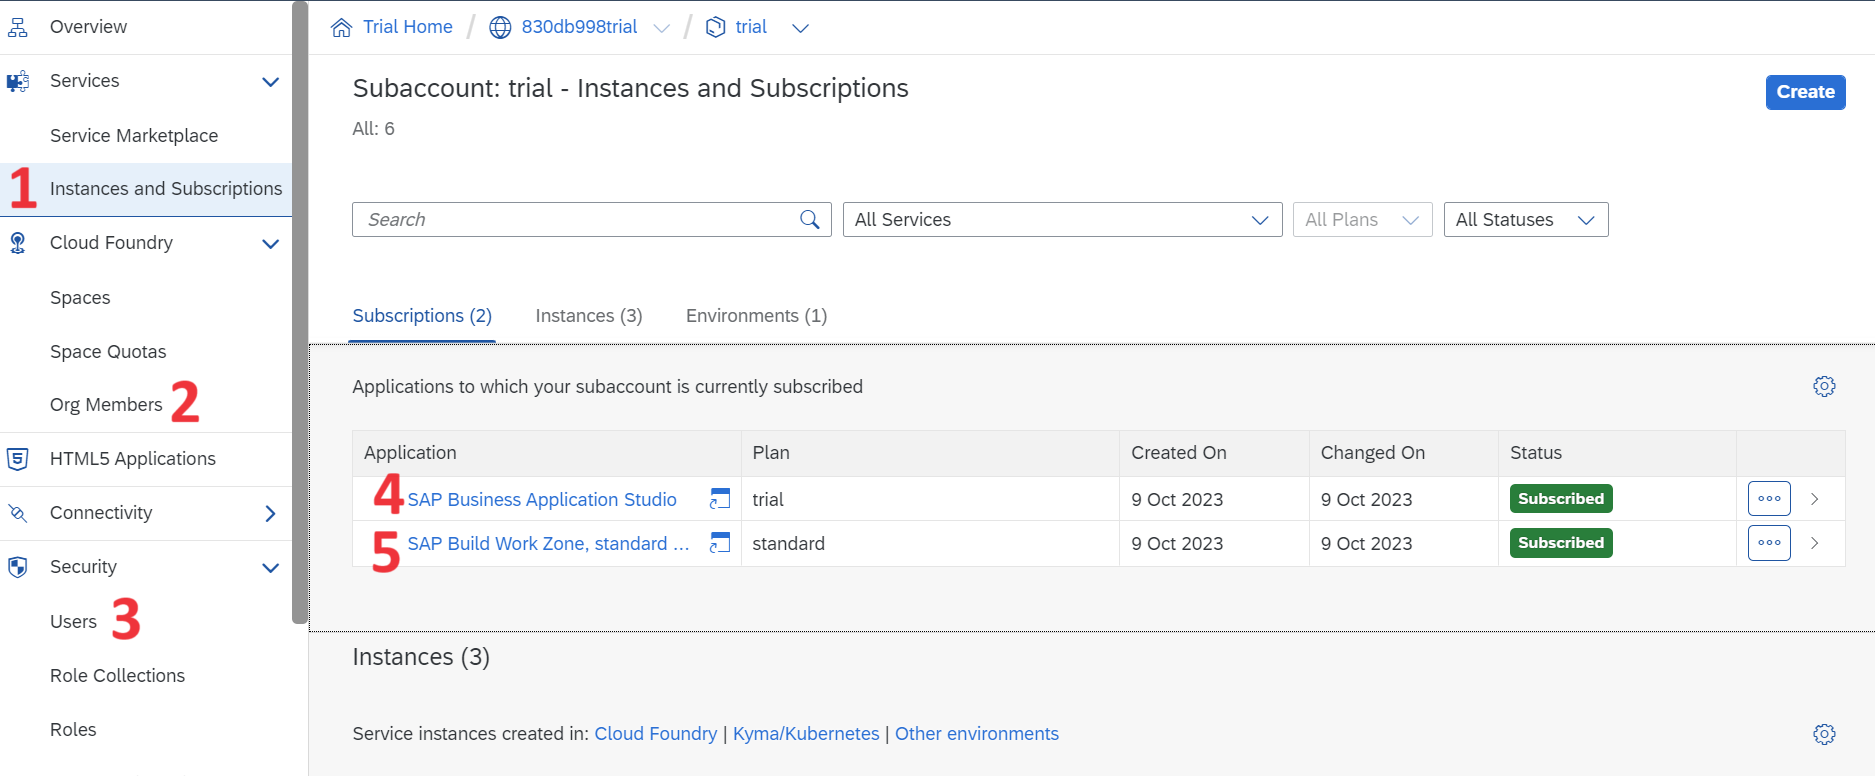 Overview
Services
Service Marketplace
1 Instances and Subscriptions
Cloud Foundry
Spaces
Space Quotas
Org Members 2
HTML5 Applications
Connectivity
Security
Users 3
Role Collections
Roles
Trial Home / 830db998trial / trial
Subaccount: trial - Instances and Subscriptions
Create
All: 6
Search
All Services
All Plans
All Statuses
Subscriptions (2) Instances (3) Environments (1)
Applications to which your subaccount is currently subscribed
Application Plan Created On Changed On Status
4 SAP Business Application Studio trial 9 Oct 2023 9 Oct 2023 Subscribed
5 SAP Build Work Zone, standard ... standard 9 Oct 2023 9 Oct 2023 Subscribed
Instances (3)
Service instances created in: Cloud Foundry | Kyma/Kubernetes | Other environments